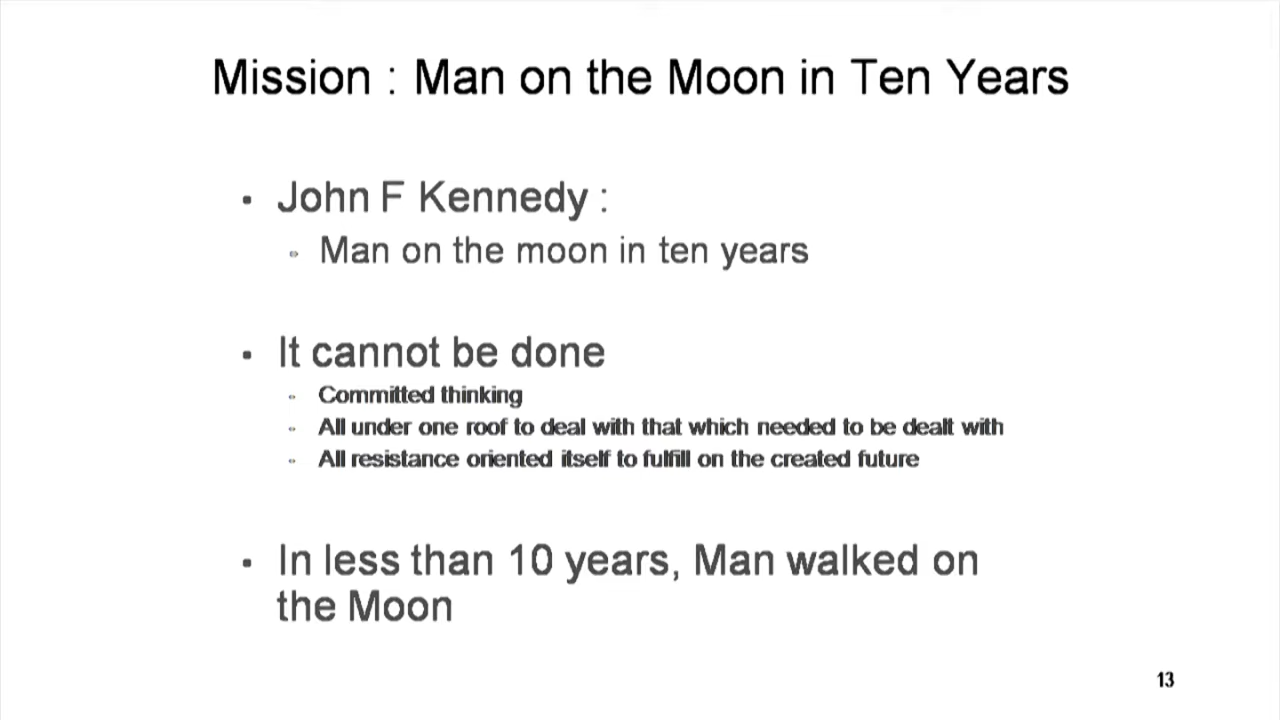 Mission : Man on the Moon in Ten Years
▪ John F Kennedy :
Man on the moon in ten years
▪ It cannot be done
Committed thinking
All under one roof to deal with that which needed to be dealt with
All resistance oriented itself to fulfill on the created future
▪ In less than 10 years, Man walked on
the Moon
13